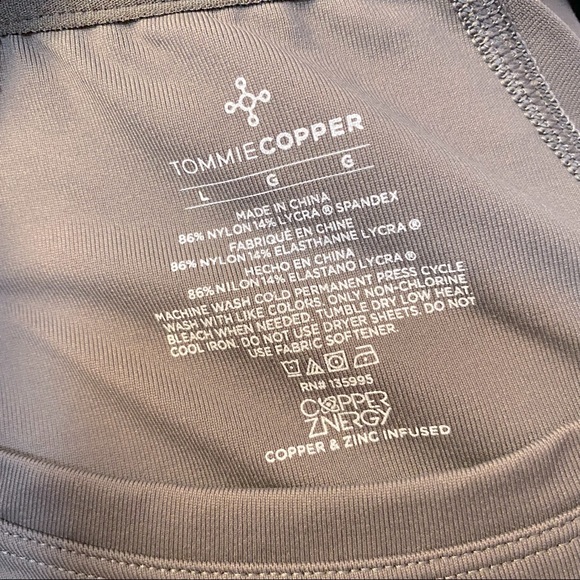 TOMMIECOPPER
L G G
MADE IN CHINA
86% NYLON 14% LYCRA® SPANDEX
FABRIQUÉ EN CHINE
86% NYLON 14% ELASTHANNE LYCRA®
HECHO EN CHINA
86% NILON 14% ELASTANO LYCRA®
MACHINE WASH COLD PERMANENT PRESS CYCLE
WASH WITH LIKE COLORS. ONLY NON-CHLORINE
BLEACH WHEN NEEDED. TUMBLE DRY LOW HEAT.
COOL IRON. DO NOT USE DRYER SHEETS. DO NOT
USE FABRIC SOFTENER.
RN# 135995
COPPER
ZNERGY
COPPER & ZINC INFUSED